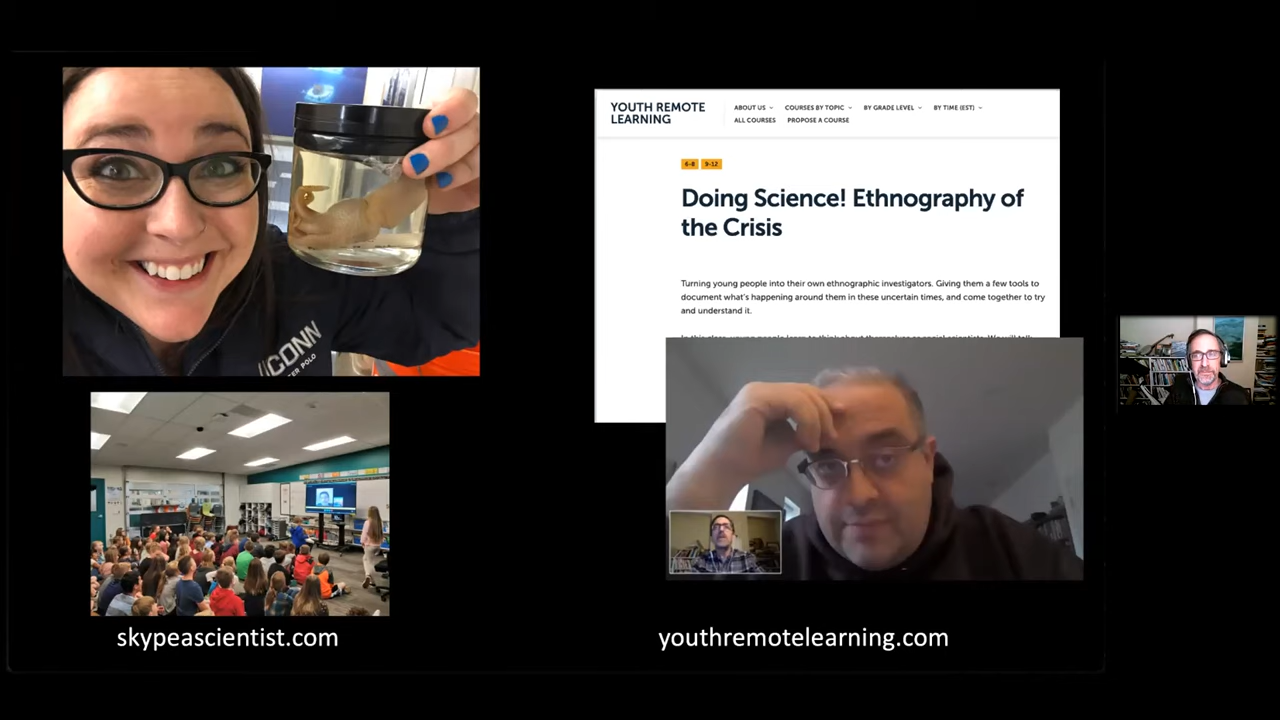 UCONN
WATER POLO
skypeascientist.com
YOUTH REMOTE
LEARNING
ABOUT US
COURSES BY TOPIC
BY GRADE LEVEL
BY TIME (EST)
ALL COURSES
PROPOSE A COURSE
6-8
9-12
Doing Science! Ethnography of
the Crisis
Turning young people into their own ethnographic investigators. Giving them a few tools to
document what's happening around them in these uncertain times, and come together to try
and understand it.
youthremotelearning.com